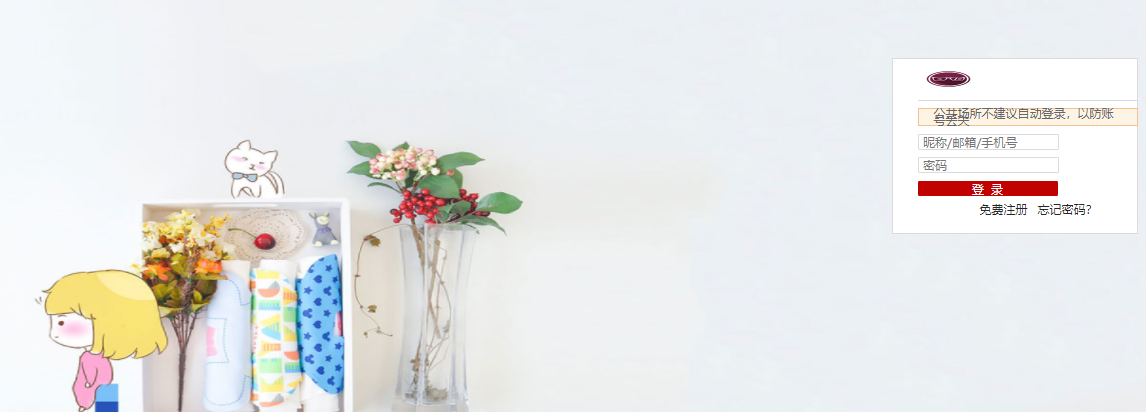 公共场所不建议自动登录，以防账
号丢失
昵称/邮箱/手机号
密码
登 录
免费注册 忘记密码?